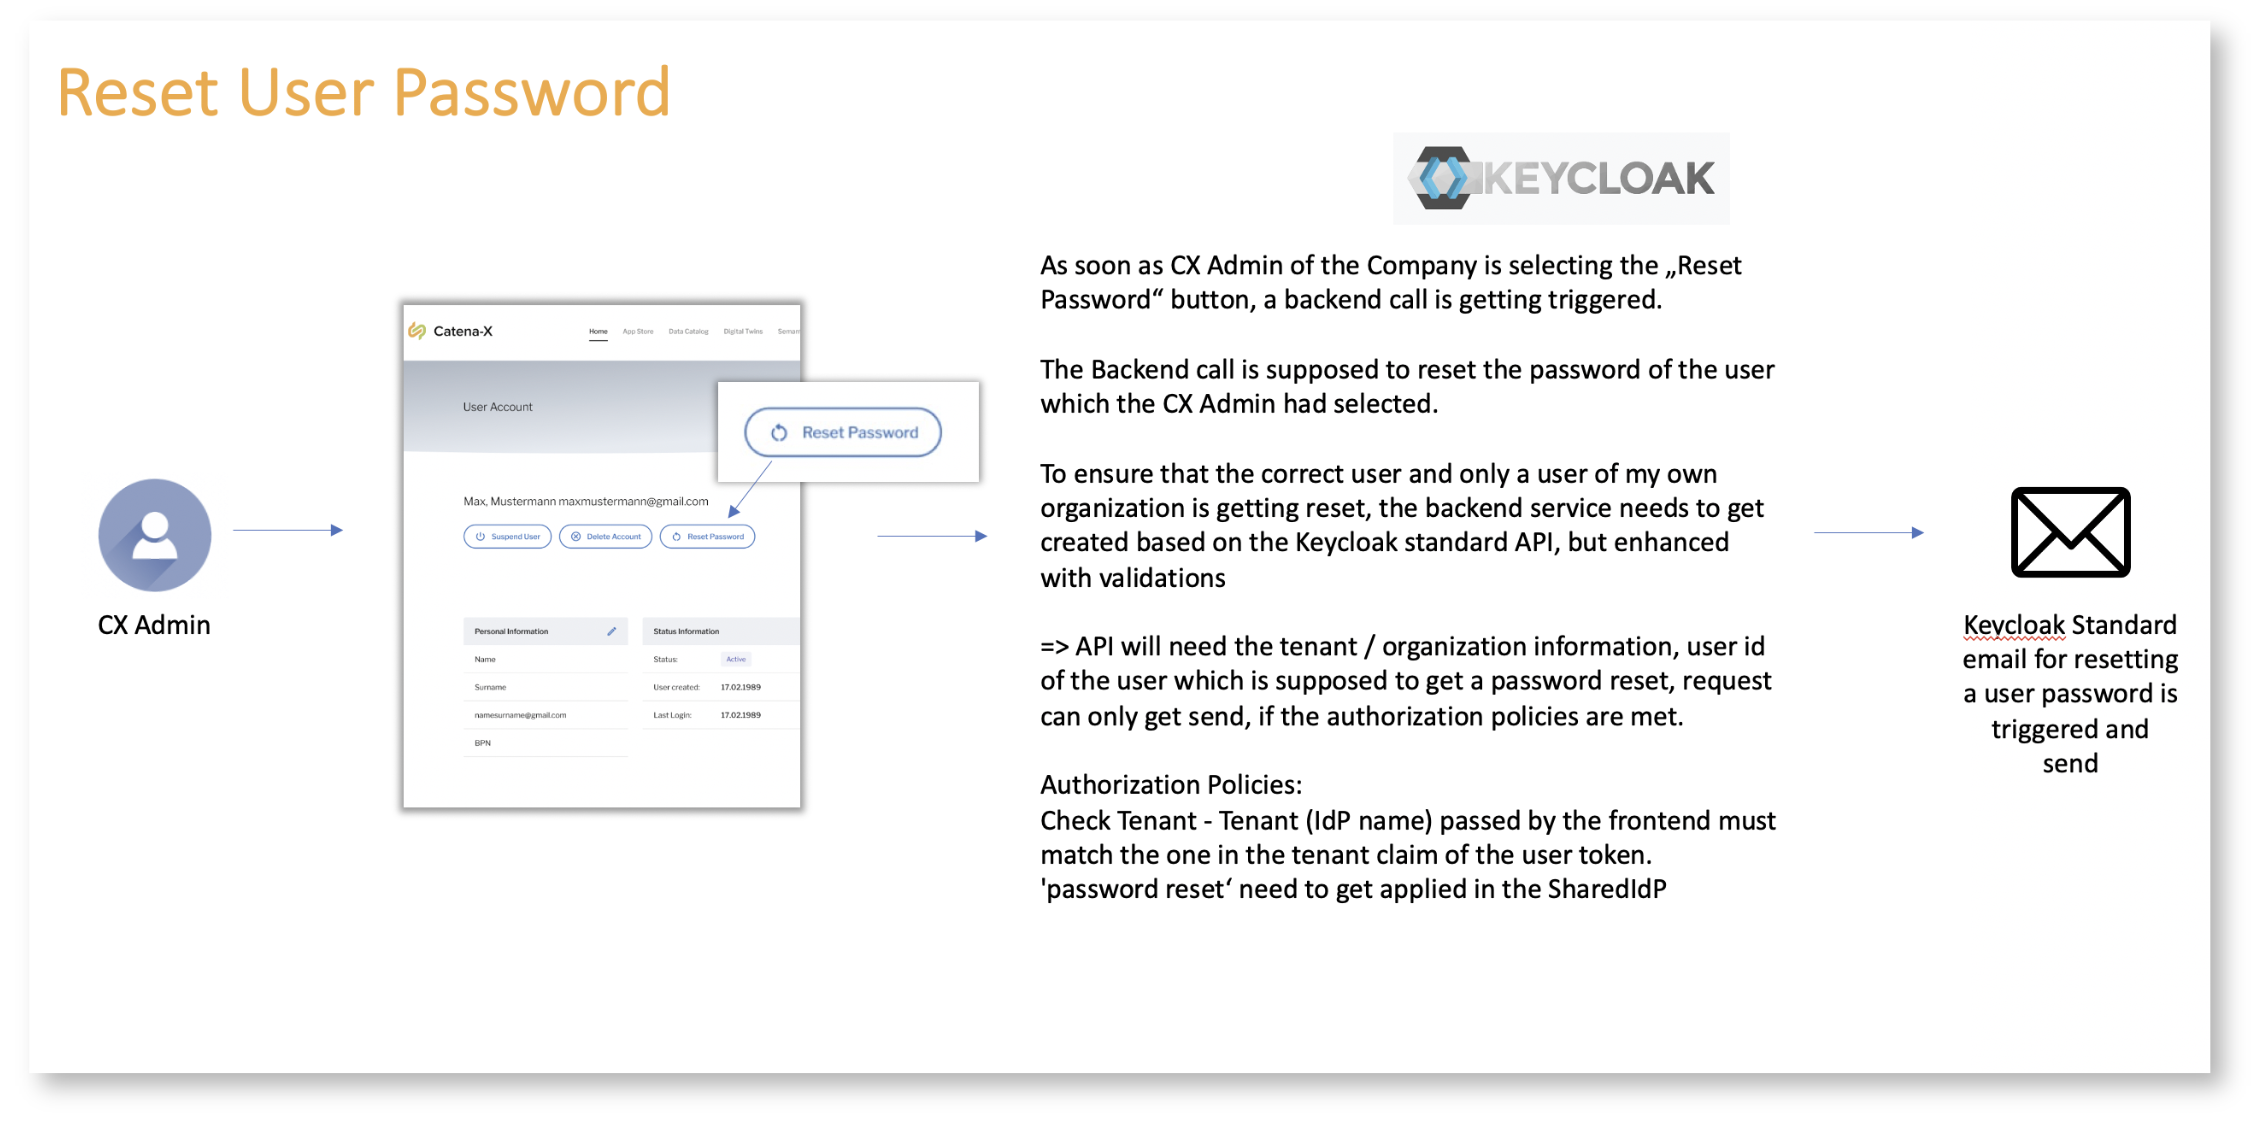 Reset User Password
KEYCLOAK
CX Admin
Catena-X
Home App Store Data Catalog Digital Twins
User Account
Reset Password
Max, Mustermann maxmustermann@gmail.com
Suspend User Delete Account Reset Password
Personal Information
Name
Surname
namesurname@gmail.com
BPN
Status Information
Status: Active
User created: 17.02.1989
Last Login: 17.02.1989
As soon as CX Admin of the Company is selecting the „Reset
Password“ button, a backend call is getting triggered.
The Backend call is supposed to reset the password of the user
which the CX Admin had selected.
To ensure that the correct user and only a user of my own
organization is getting reset, the backend service needs to get
created based on the Keycloak standard API, but enhanced
with validations
=> API will need the tenant / organization information, user id
of the user which is supposed to get a password reset, request
can only get send, if the authorization policies are met.
Authorization Policies:
Check Tenant - Tenant (IdP name) passed by the frontend must
match the one in the tenant claim of the user token.
'password reset‘ need to get applied in the SharedIdP
Keycloak Standard
email for resetting
a user password is
triggered and
send